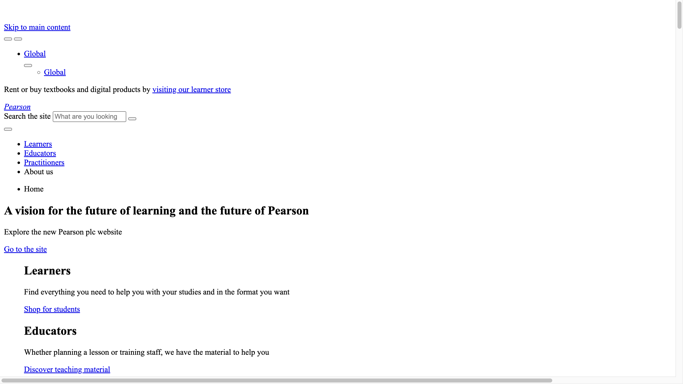 Skip to main content
Global
Global
Rent or buy textbooks and digital products by visiting our learner store
Pearson
Search the site What are you looking
Learners
Educators
Practitioners
About us
Home
A vision for the future of learning and the future of Pearson
Explore the new Pearson plc website
Go to the site
Learners
Find everything you need to help you with your studies and in the format you want
Shop for students
Educators
Whether planning a lesson or training staff, we have the material to help you
Discover teaching material